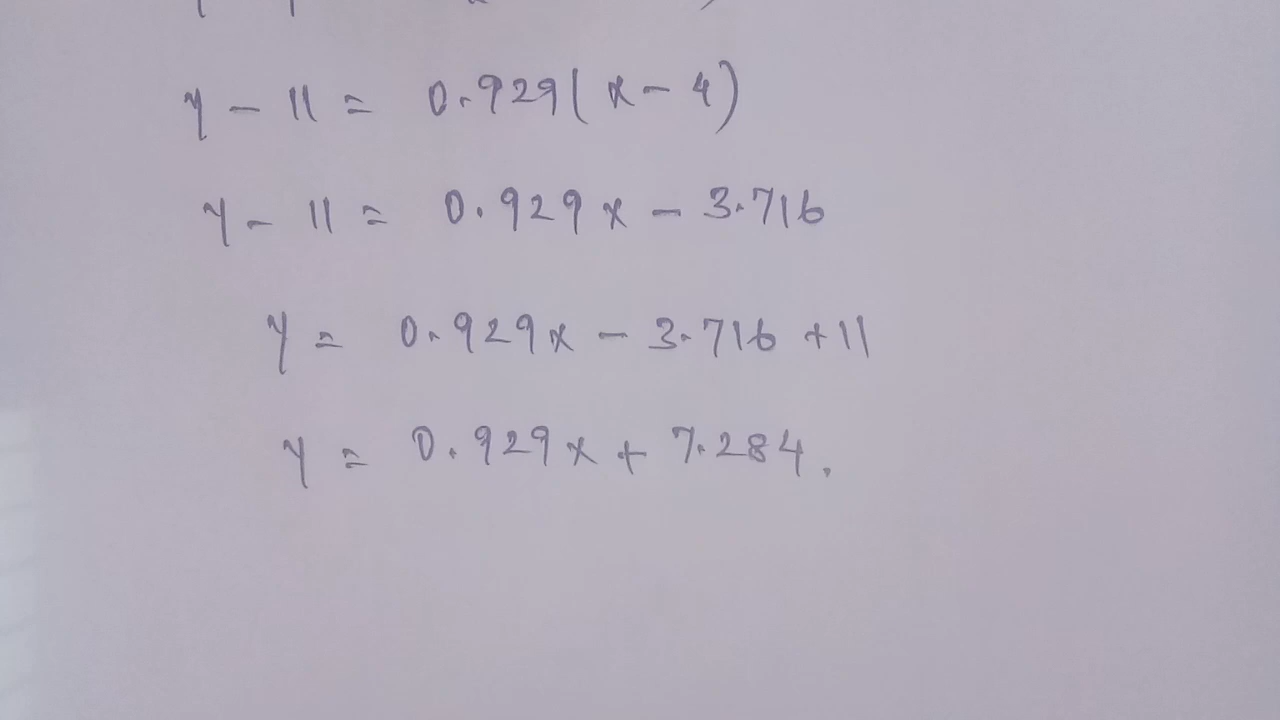 y - 11 = 0.929(x - 4)
y - 11 = 0.929x - 3.716
y = 0.929x - 3.716 + 11
y = 0.929x + 7.284.